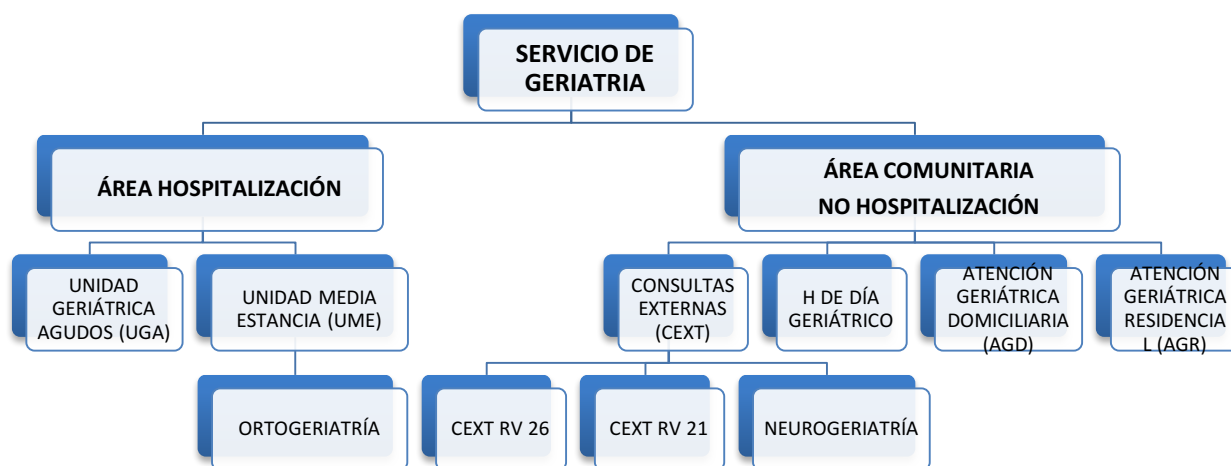 SERVICIO DE
GERIATRIA
ÁREA HOSPITALIZACIÓN
ÁREA COMUNITARIA
NO HOSPITALIZACIÓN
UNIDAD
GERIÁTRICA
AGUDOS (UGA)
UNIDAD MEDIA
ESTANCIA (UME)
CONSULTAS
EXTERNAS
(CEXT)
H DE DÍA
GERIÁTRICO
ATENCIÓN
GERIÁTRICA
DOMICILIARIA
(AGD)
ATENCIÓN
GERIÁTRICA
RESIDENCIA
L (AGR)
ORTOGERIATRÍA
CEXT RV 26
CEXT RV 21
NEUROGERIATRÍA